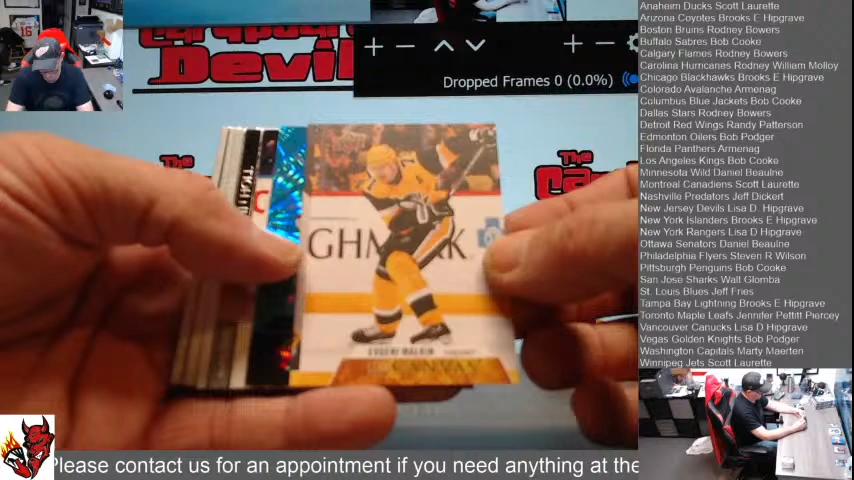 Cardboard
Devil
Dropped Frames 0 (0.0%)
The
The
GHM RK
EVGENI MALKIN
CANVAS
Please contact us for an appointment if you need anything at the
Anaheim Ducks Scott Laurette
Arizona Coyotes Brooks E Hipgrave
Boston Bruins Rodney Bowers
Buffalo Sabres Bob Cooke
Calgary Flames Rodney Bowers
Carolina Hurricanes Rodney William Molloy
Chicago Blackhawks Brooks E Hipgrave
Colorado Avalanche Armenag
Columbus Blue Jackets Bob Cooke
Dallas Stars Rodney Bowers
Detroit Red Wings Randy Patterson
Edmonton Oilers Bob Podger
Florida Panthers Armenag
Los Angeles Kings Bob Cooke
Minnesota Wild Daniel Beaulne
Montreal Canadiens Scott Laurette
Nashville Predators Jeff Dickert
New Jersey Devils Lisa D. Hipgrave
New York Islanders Brooks E Hipgrave
New York Rangers Lisa D Hipgrave
Ottawa Senators Daniel Beaulne
Philadelphia Flyers Steven R Wilson
Pittsburgh Penguins Bob Cooke
San Jose Sharks Walt Glomba
St. Louis Blues Jeff Fries
Tampa Bay Lightning Brooks E Hipgrave
Toronto Maple Leafs Jennifer Pettitt Piercey
Vancouver Canucks Lisa D Hipgrave
Vegas Golden Knights Bob Podger
Washington Capitals Marty Maerten
Winnipeg Jets Scott Laurette